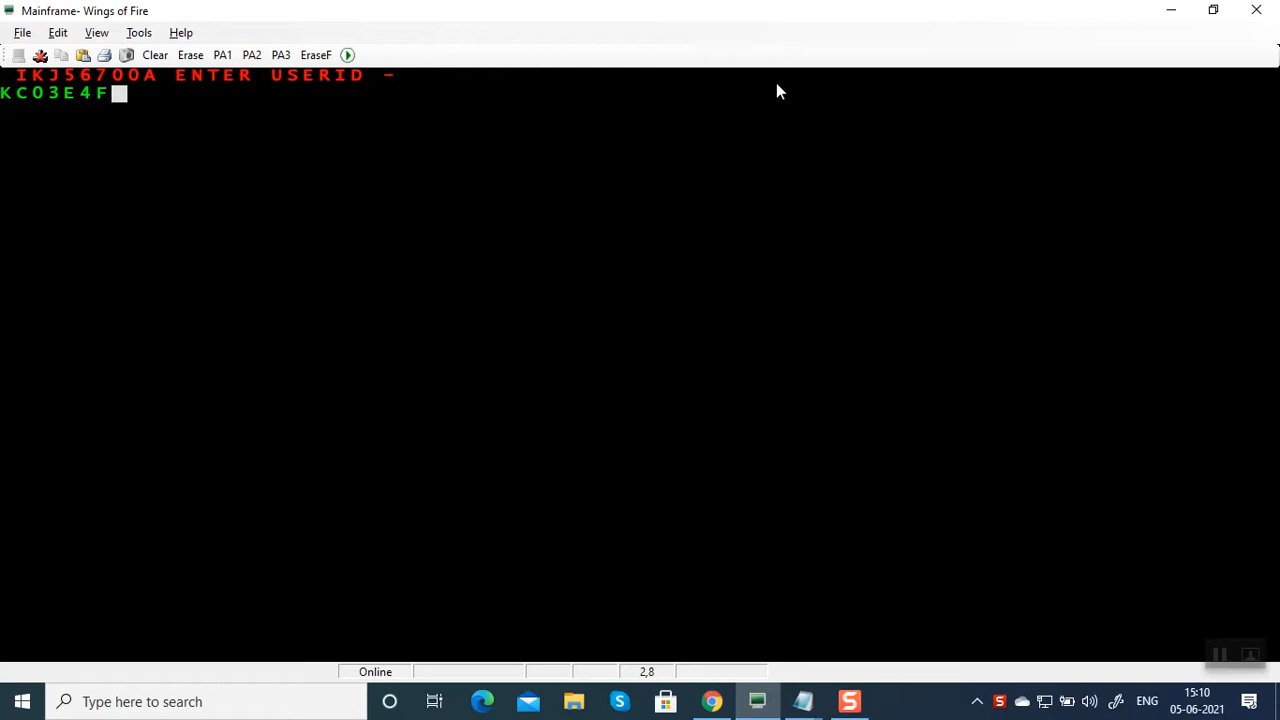 Mainframe- Wings of Fire
File Edit View Tools Help
Clear Erase PA1 PA2 PA3 EraseF
IKJ56700A ENTER USERID -
KC03E4F
Online 2,8
Type here to search
ENG
15:10
05-06-2021